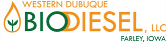 WESTERN DUBUQUE
BIODIESEL, LLC
FARLEY, IOWA